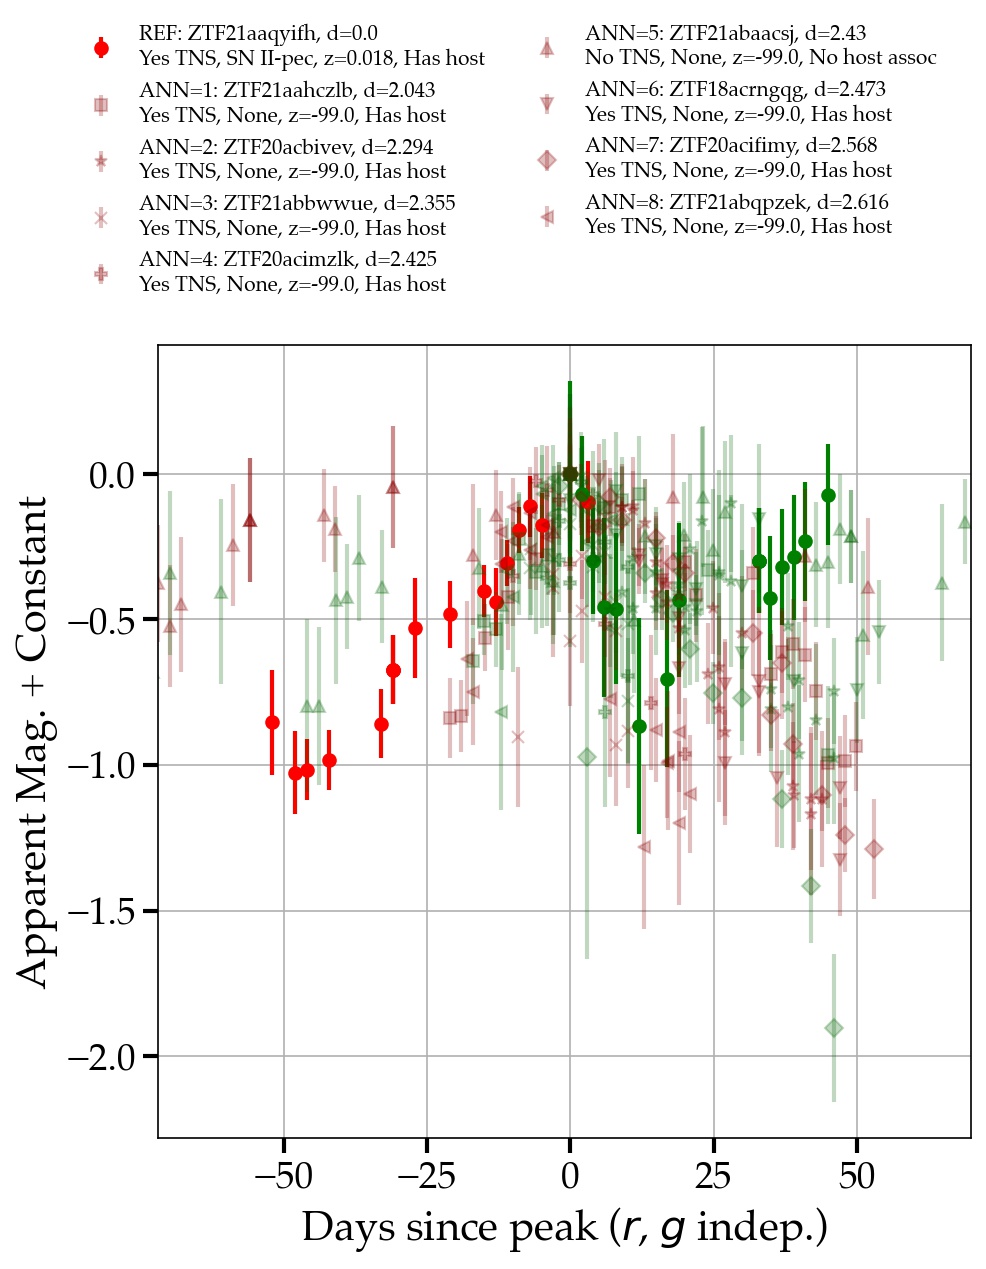 REF: ZTF21aaqyifh, d=0.0
Yes TNS, SN II-pec, z=0.018, Has host
ANN=1: ZTF21aahczlb, d=2.043
Yes TNS, None, z=-99.0, Has host
ANN=2: ZTF20acbivev, d=2.294
Yes TNS, None, z=-99.0, Has host
ANN=3: ZTF21abbwwue, d=2.355
Yes TNS, None, z=-99.0, Has host
ANN=4: ZTF20acimzlk, d=2.425
Yes TNS, None, z=-99.0, Has host
ANN=5: ZTF21abaacsj, d=2.43
No TNS, None, z=-99.0, No host assoc
ANN=6: ZTF18acrngqg, d=2.473
Yes TNS, None, z=-99.0, Has host
ANN=7: ZTF20acifimy, d=2.568
Yes TNS, None, z=-99.0, Has host
ANN=8: ZTF21abqpzek, d=2.616
Yes TNS, None, z=-99.0, Has host
Apparent Mag. + Constant
0.0
−0.5
−1.0
−1.5
−2.0
−50
−25
0
25
50
Days since peak (r, g indep.)